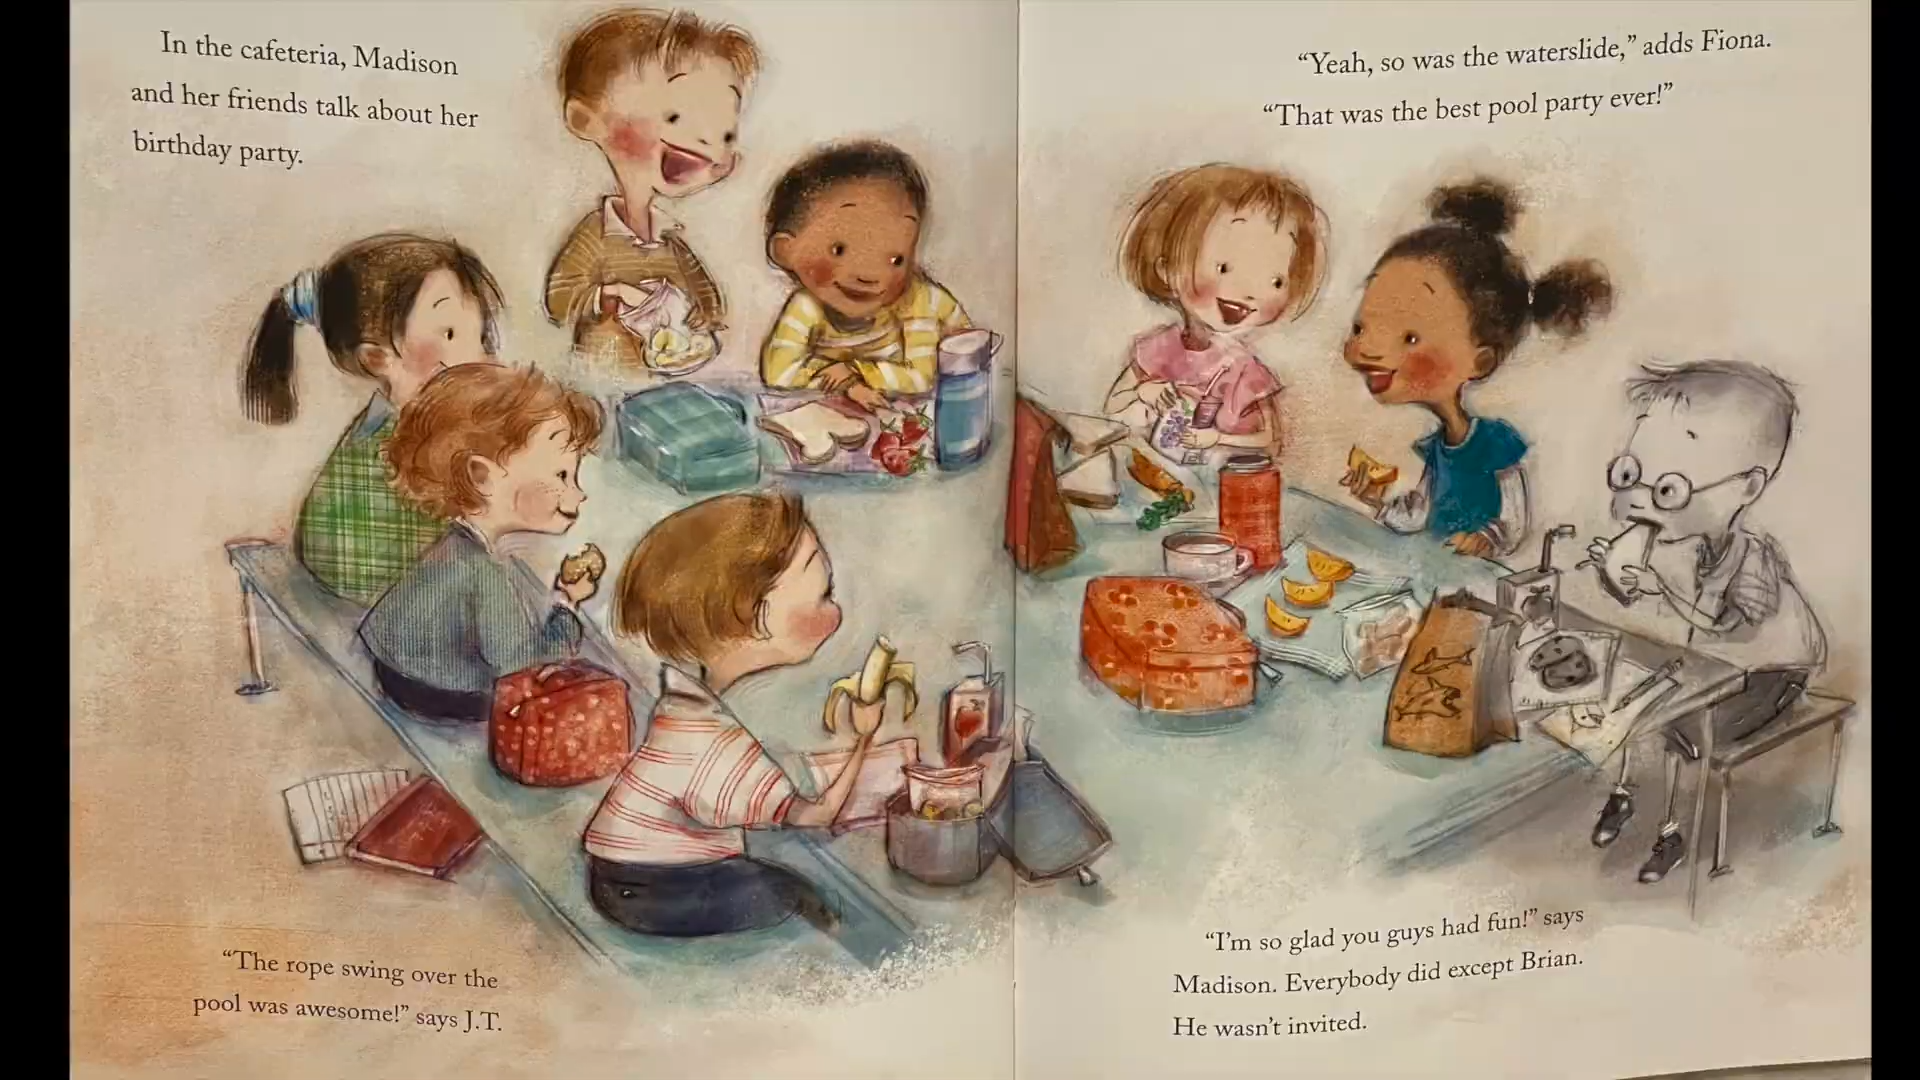 In the cafeteria, Madison
and her friends talk about her
birthday party.
“The rope swing over the
pool was awesome!” says J.T.
“Yeah, so was the waterslide,” adds Fiona.
“That was the best pool party ever!”
“I’m so glad you guys had fun!” says
Madison. Everybody did except Brian.
He wasn’t invited.